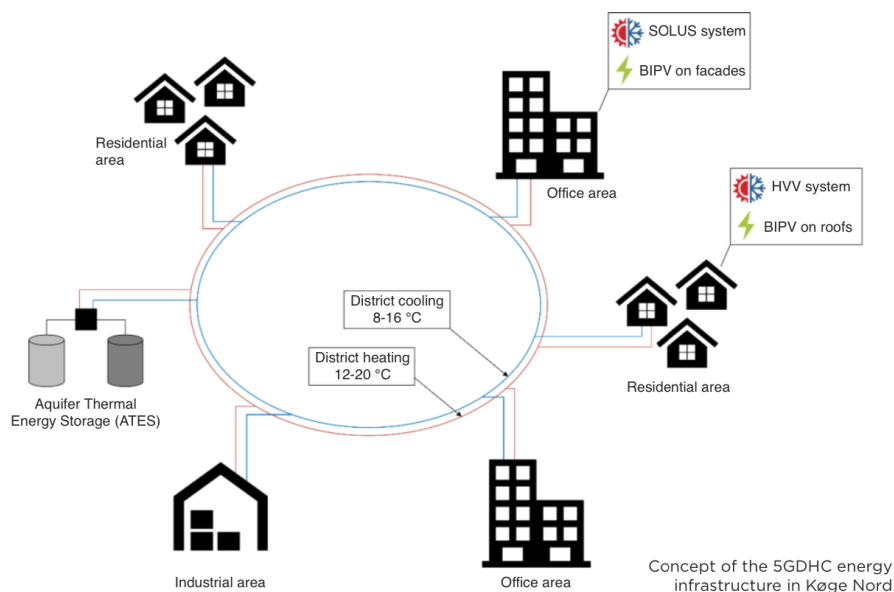 SOLUS system
BIPV on facades
Residential
area
Office area
HVV system
BIPV on roofs
District cooling
8-16 °C
District heating
12-20 °C
Residential area
Aquifer Thermal
Energy Storage (ATES)
Industrial area
Office area
Concept of the 5GDHC energy
infrastructure in Køge Nord